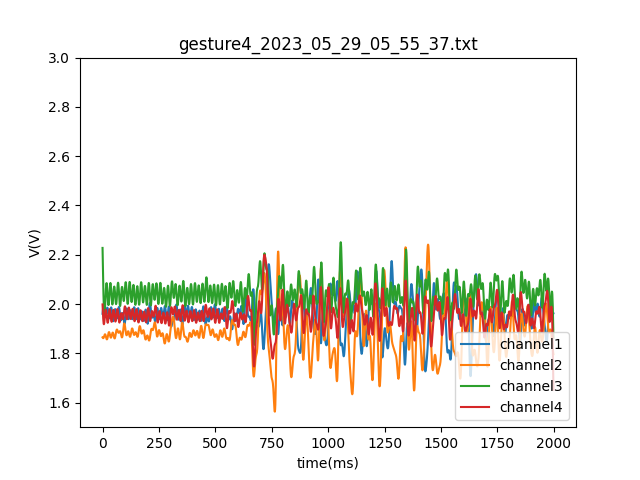 gesture4_2023_05_29_05_55_37.txt
3.0
2.8
2.6
2.4
2.2
2.0
1.8
1.6
V(V)
channel1
channel2
channel3
channel4
0 250 500 750 1000 1250 1500 1750 2000
time(ms)